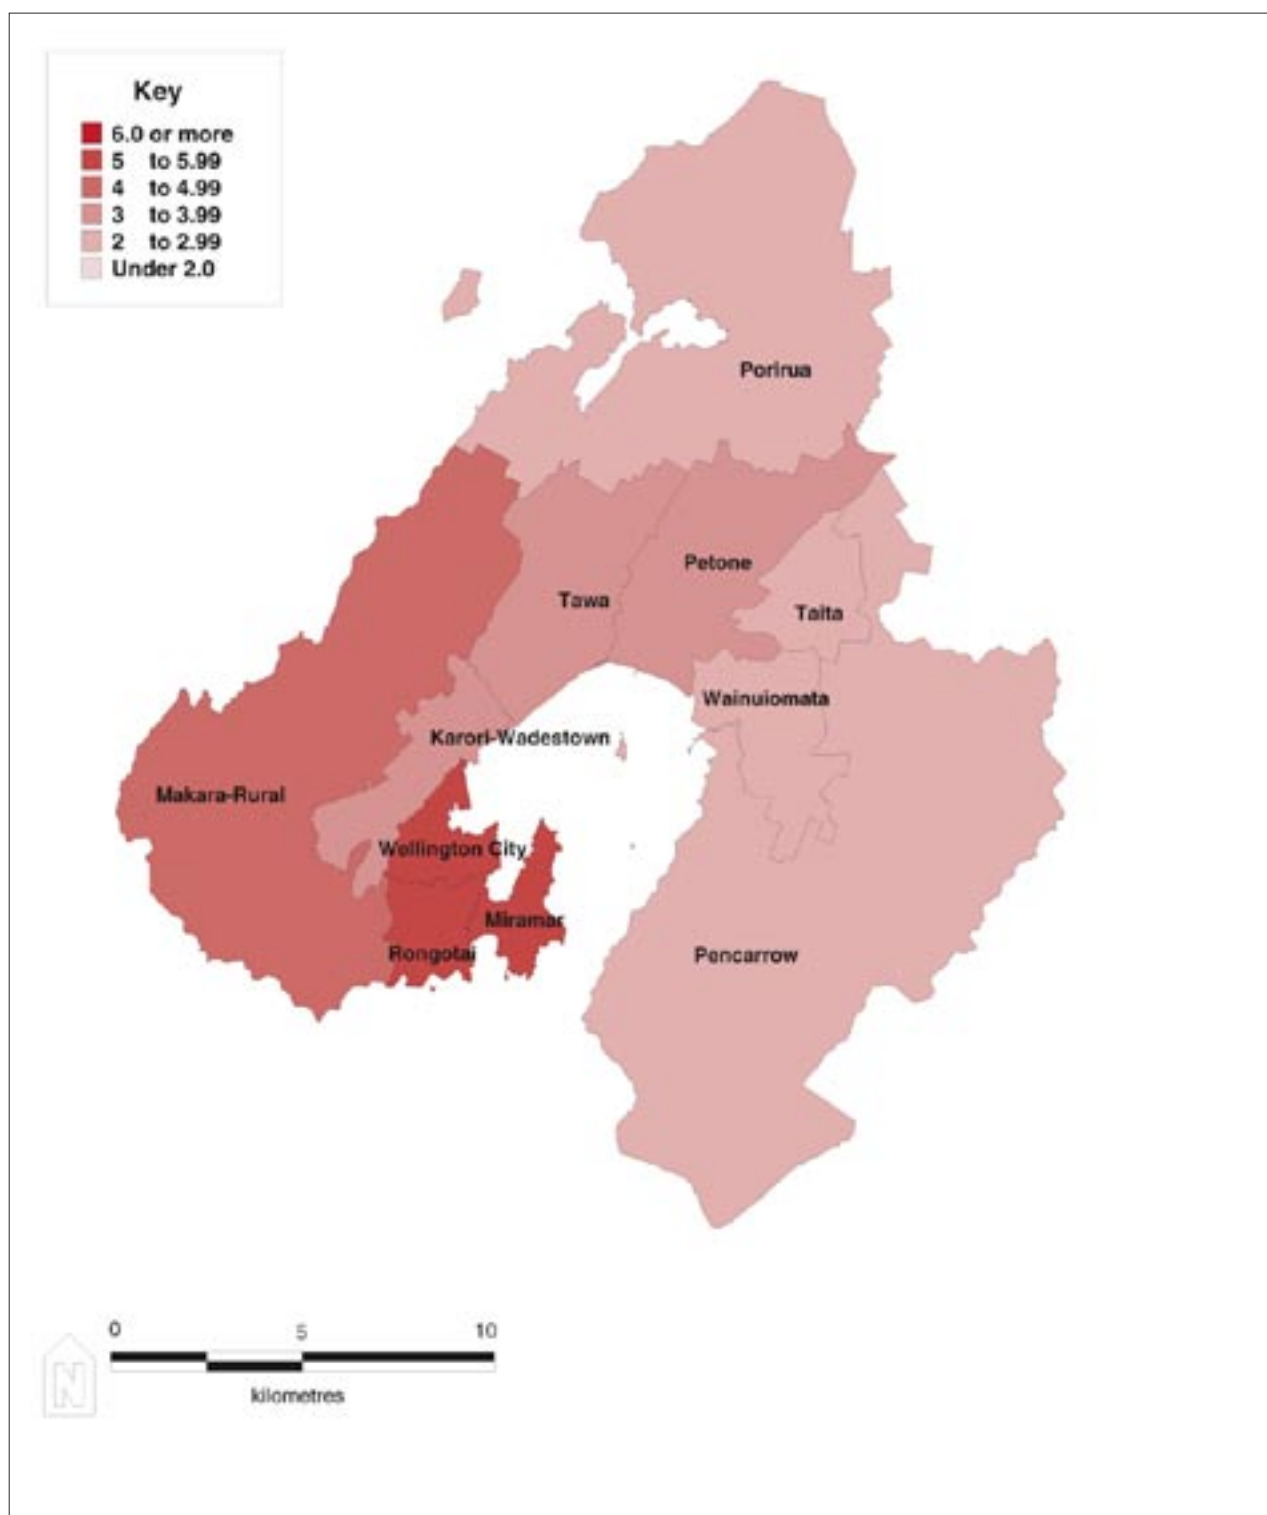 Key
6.0 or more
5 to 5.99
4 to 4.99
3 to 3.99
2 to 2.99
Under 2.0
Porirua
Petone
Tawa
Taita
Wainuiomata
Karori-Wadestown
Makara-Rural
Wellington City
Miramar
Rongotai
Pencarrow
0 5 10
N
kilometres